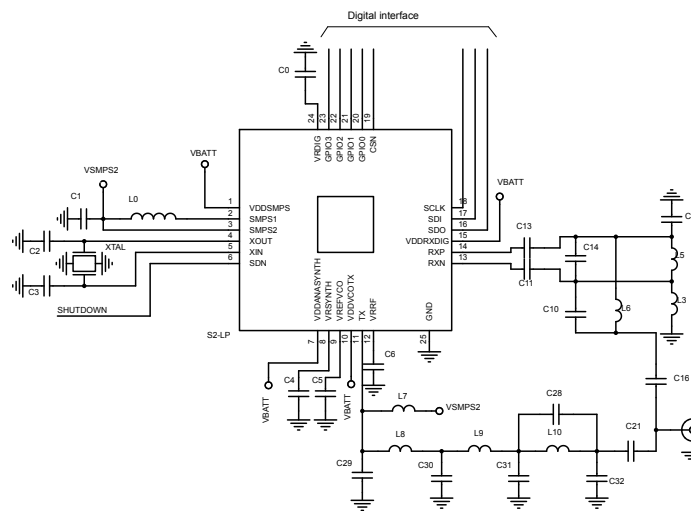 Digital interface
C0
24
23
22
21
20
19
VRDIG
GPIO3
GPIO2
GPIO1
GPIO0
CSN
VBATT
VSMPS2
VBATT
C1
L0
1
VDDSMPS
2
SMPS1
3
SMPS2
4
XOUT
5
XIN
6
SDN
SCLK
18
SDI
17
SDO
16
VDDRXDIG
15
RXP
14
RXN
13
C13
C11
C14
L5
C
C2
XTAL
C3
SHUTDOWN
C10
L6
L3
VDDANASYNTH
VRSYNTH
VREFVCO
VDDVCOTX
TX
VRRF
GND
S2-LP
7
8
9
10
11
12
25
VBATT
C4
C5
VBATT
C6
C16
L7
VSMPS2
C28
L8
L9
L10
C21
C29
C30
C31
C32